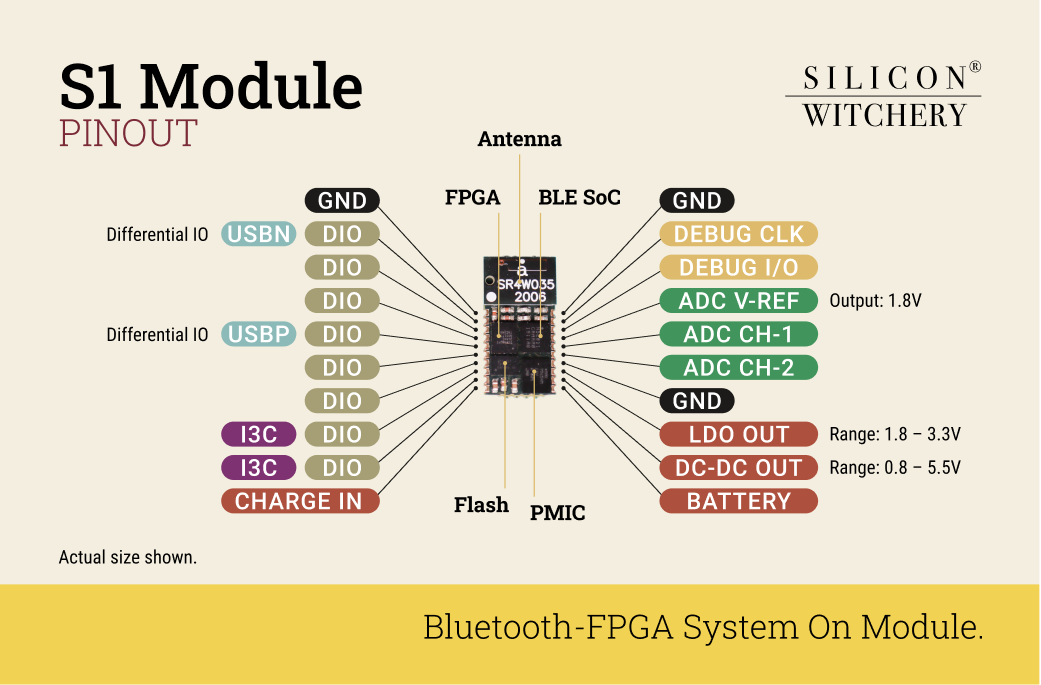 S1 Module
PINOUT
SILICON®
WITCHERY
Antenna
FPGA
BLE SoC
GND
Differential IO USBN DIO
DIO
DIO
Differential IO USBP DIO
DIO
DIO
I3C DIO
I3C DIO
CHARGE IN
a
SR4W035
2006
GND
DEBUG CLK
DEBUG I/O
ADC V-REF Output: 1.8V
ADC CH-1
ADC CH-2
GND
LDO OUT Range: 1.8 – 3.3V
DC-DC OUT Range: 0.8 – 5.5V
BATTERY
Flash
PMIC
Actual size shown.
Bluetooth-FPGA System On Module.